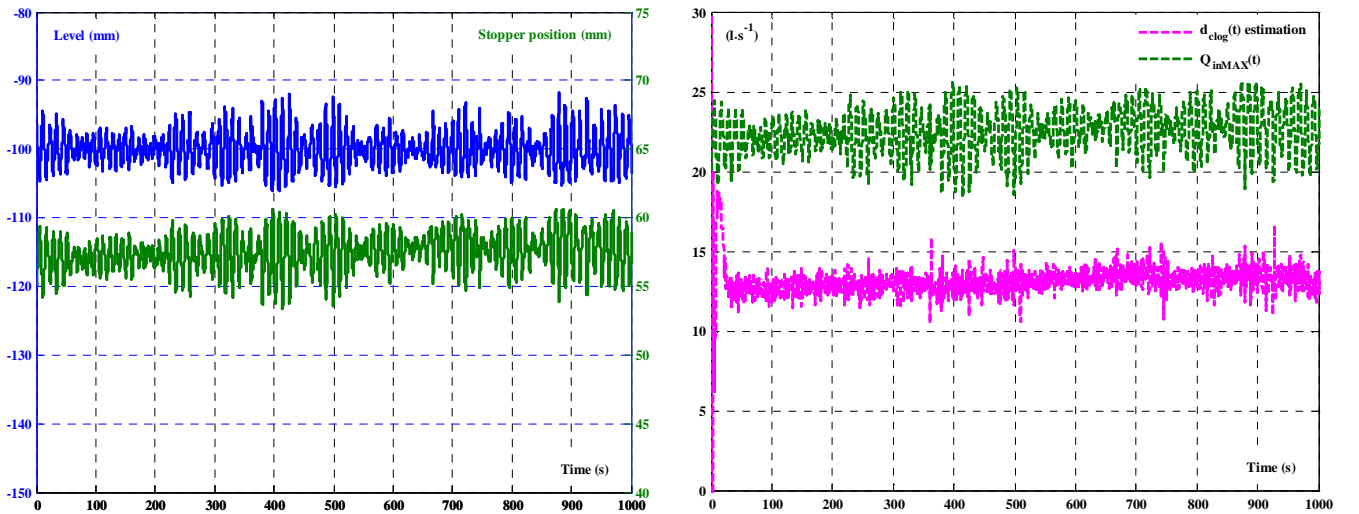 -80
-90
-100
-110
-120
-130
-140
-150
Level (mm)
Stopper position (mm)
75
70
65
60
55
50
45
40
Time (s)
0 100 200 300 400 500 600 700 800 900 1000
30
25
20
15
10
5
0
(l·s⁻¹)
d_clog(t) estimation
Q_inMAX(t)
Time (s)
0 100 200 300 400 500 600 700 800 900 1000